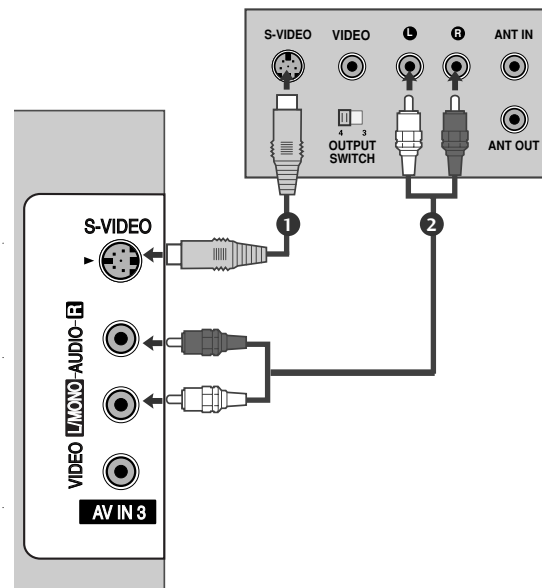 S-VIDEO VIDEO L R ANT IN
4 3
OUTPUT
SWITCH
ANT OUT
1 2
S-VIDEO
VIDEO L/MONO-AUDIO-R
AV IN 3